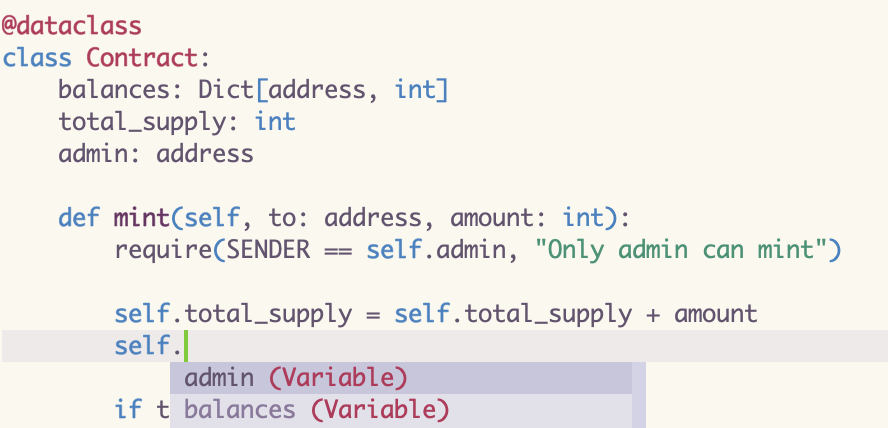 @dataclass
class Contract:
    balances: Dict[address, int]
    total_supply: int
    admin: address

    def mint(self, to: address, amount: int):
        require(SENDER == self.admin, "Only admin can mint")

        self.total_supply = self.total_supply + amount
        self.
admin (Variable)
        if t
balances (Variable)